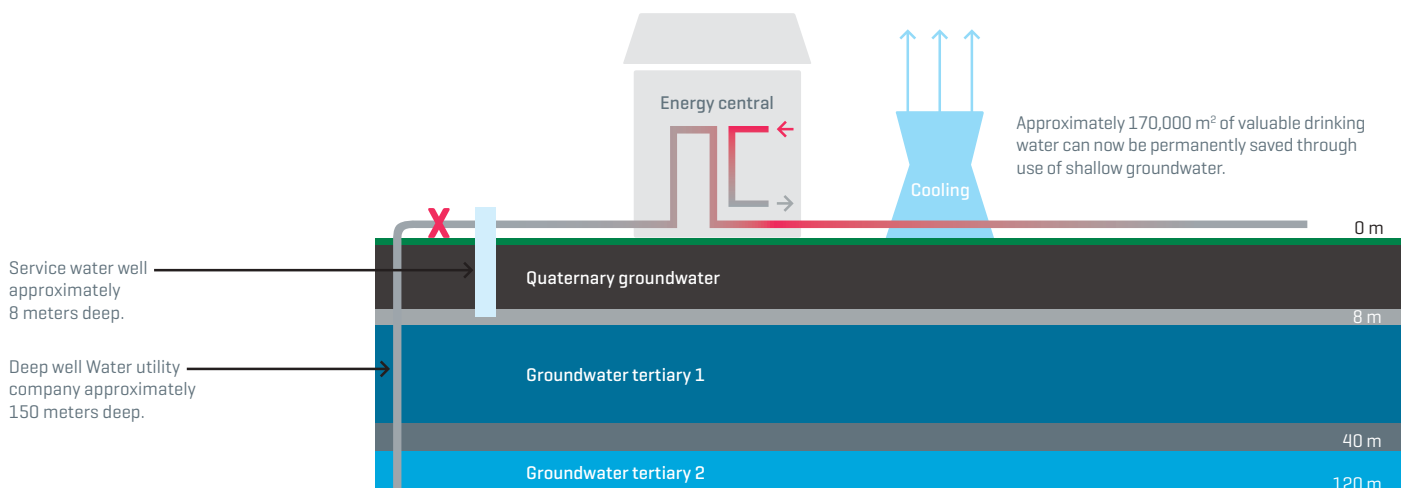 Energy central
Approximately 170,000 m² of valuable drinking
water can now be permanently saved through
use of shallow groundwater.
Cooling
X
0 m
Service water well
approximately
8 meters deep.
Quaternary groundwater
8 m
Deep well Water utility
company approximately
150 meters deep.
Groundwater tertiary 1
40 m
Groundwater tertiary 2
120 m